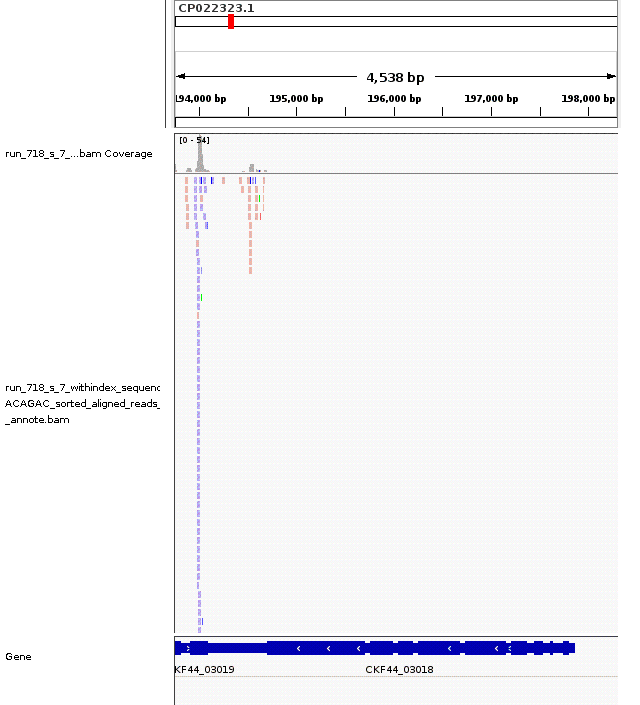 CP022323.1
4,538 bp
194,000 bp 195,000 bp 196,000 bp 197,000 bp 198,000 bp
run_718_s_7_...bam Coverage
[0 - 54]
run_718_s_7_withindex_sequenc
ACAGAC_sorted_aligned_reads_
_annote.bam
Gene
KF44_03019 CKF44_03018